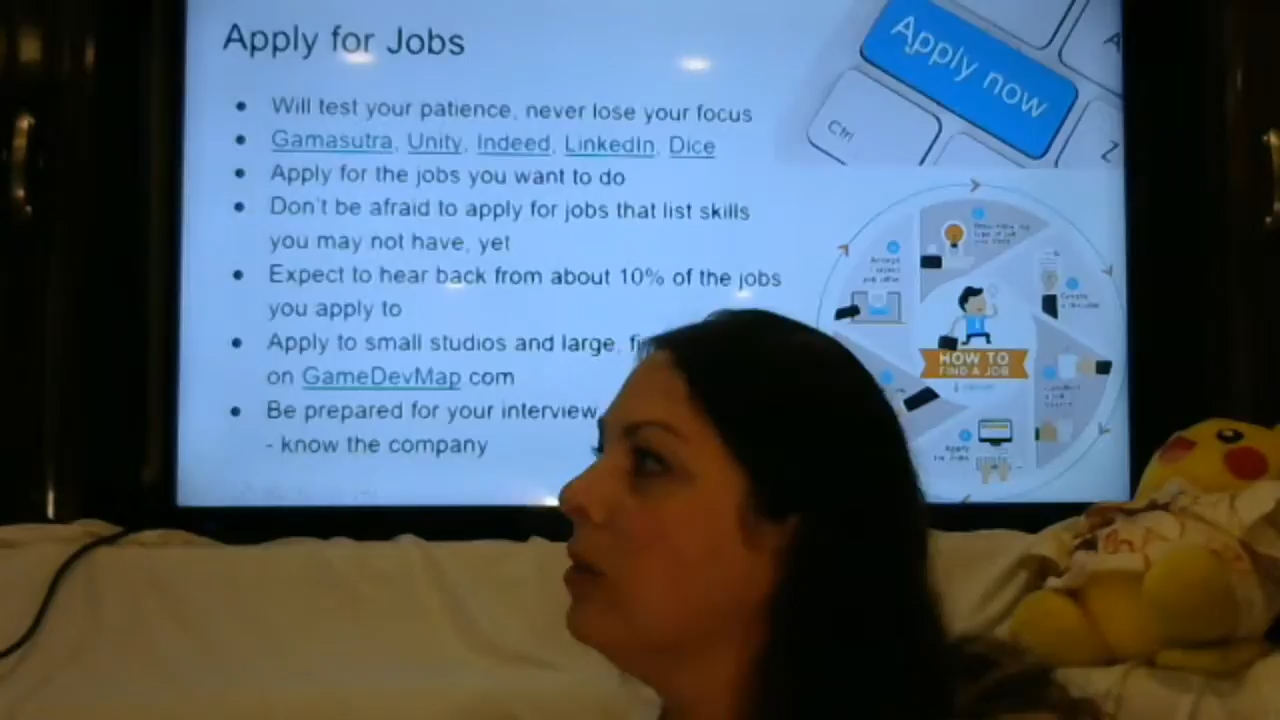 Apply for Jobs
Apply now
A
Ctrl
Z
Will test your patience, never lose your focus
Gamasutra, Unity, Indeed, LinkedIn, Dice
Apply for the jobs you want to do
Don't be afraid to apply for jobs that list skills
you may not have, yet
Expect to hear back from about 10% of the jobs
you apply to
Apply to small studios and large,
on GameDevMap com
Be prepared for your interview
- know the company
HOW TO
FIND A JOB
Apply